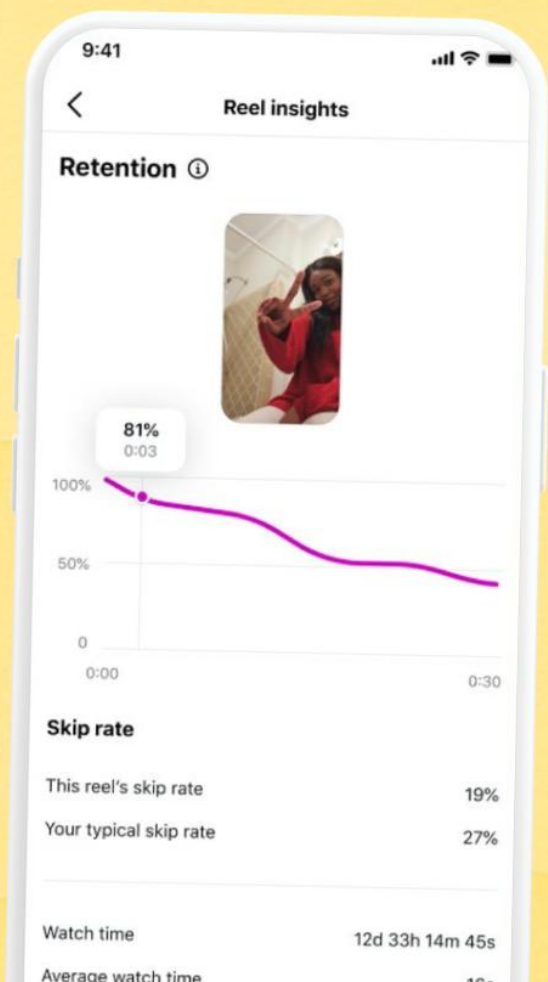 9:41
Reel insights
Retention
81%
0:03
100%
50%
0
0:00 0:30
Skip rate
This reel's skip rate 19%
Your typical skip rate 27%
Watch time 12d 33h 14m 45s
Average watch time 16s